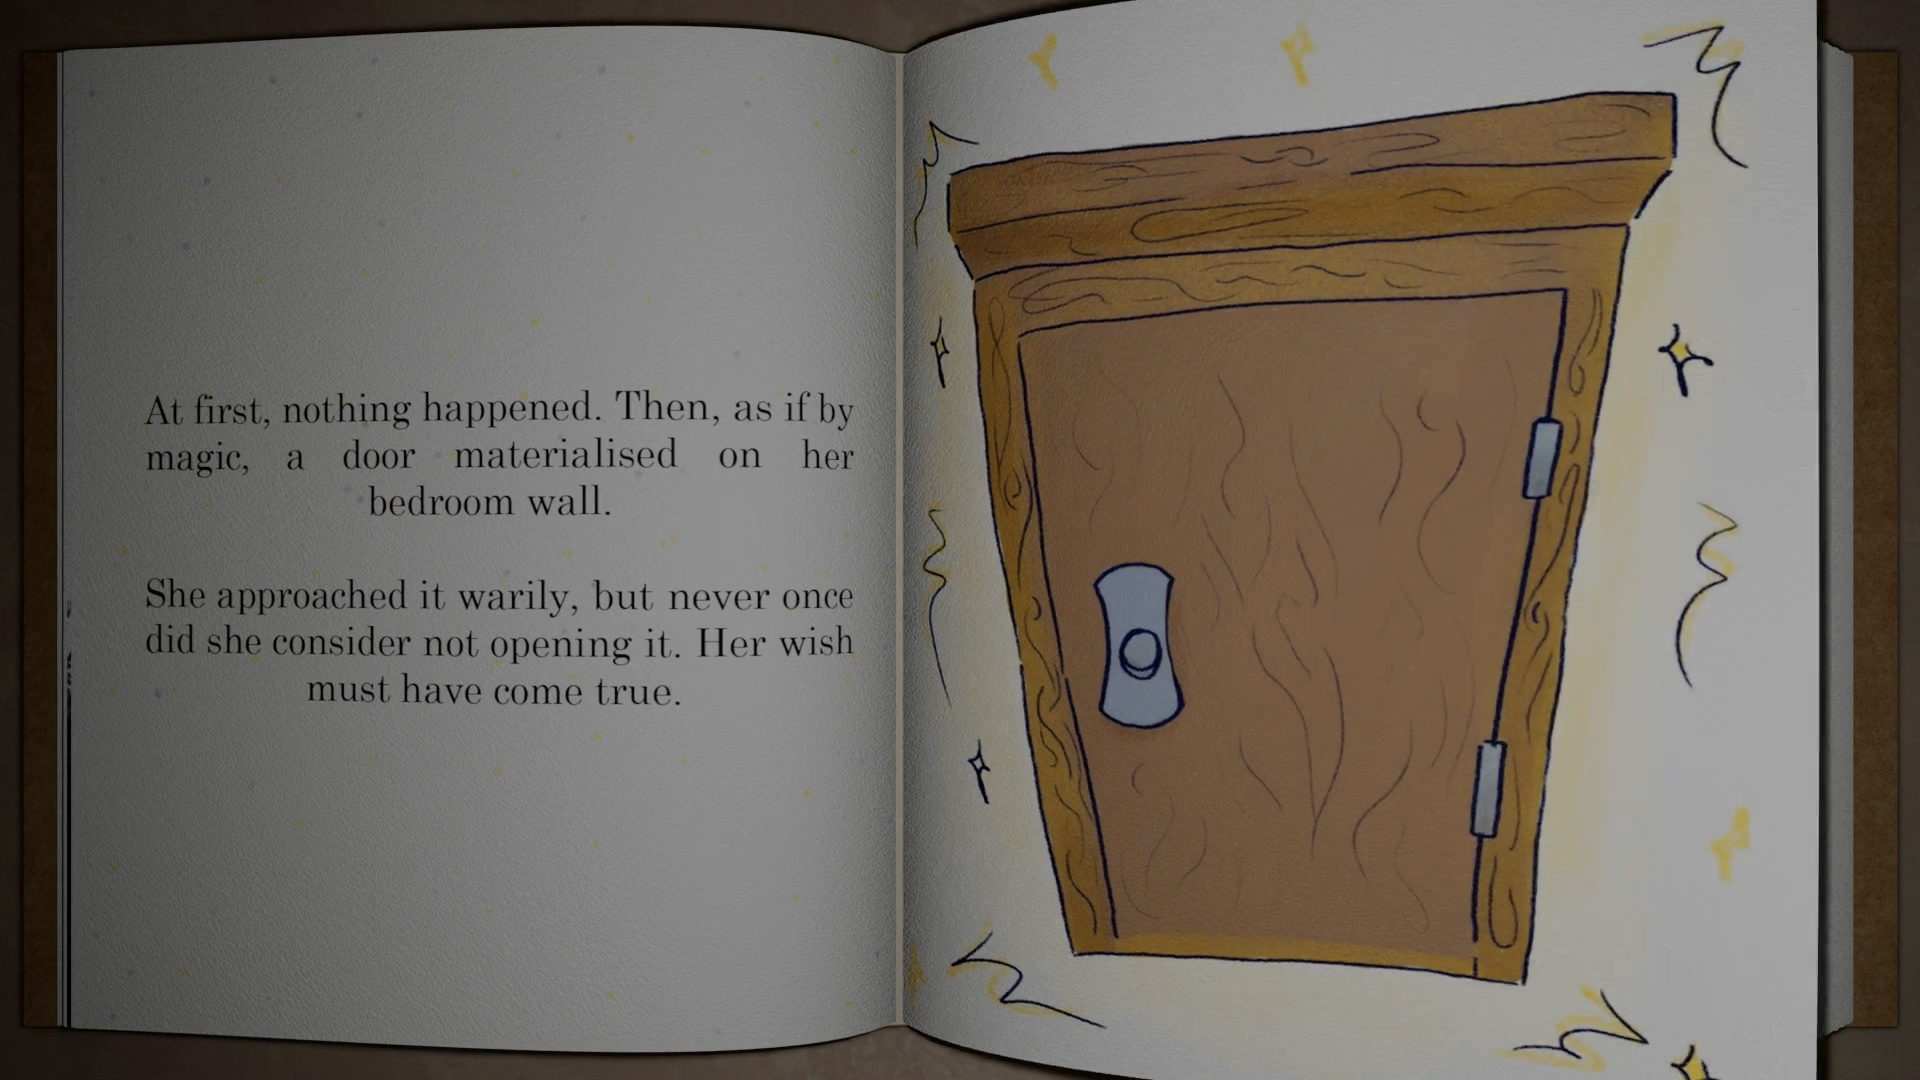 At first, nothing happened. Then, as if by
magic, a door materialised on her
bedroom wall.
She approached it warily, but never once
did she consider not opening it. Her wish
must have come true.